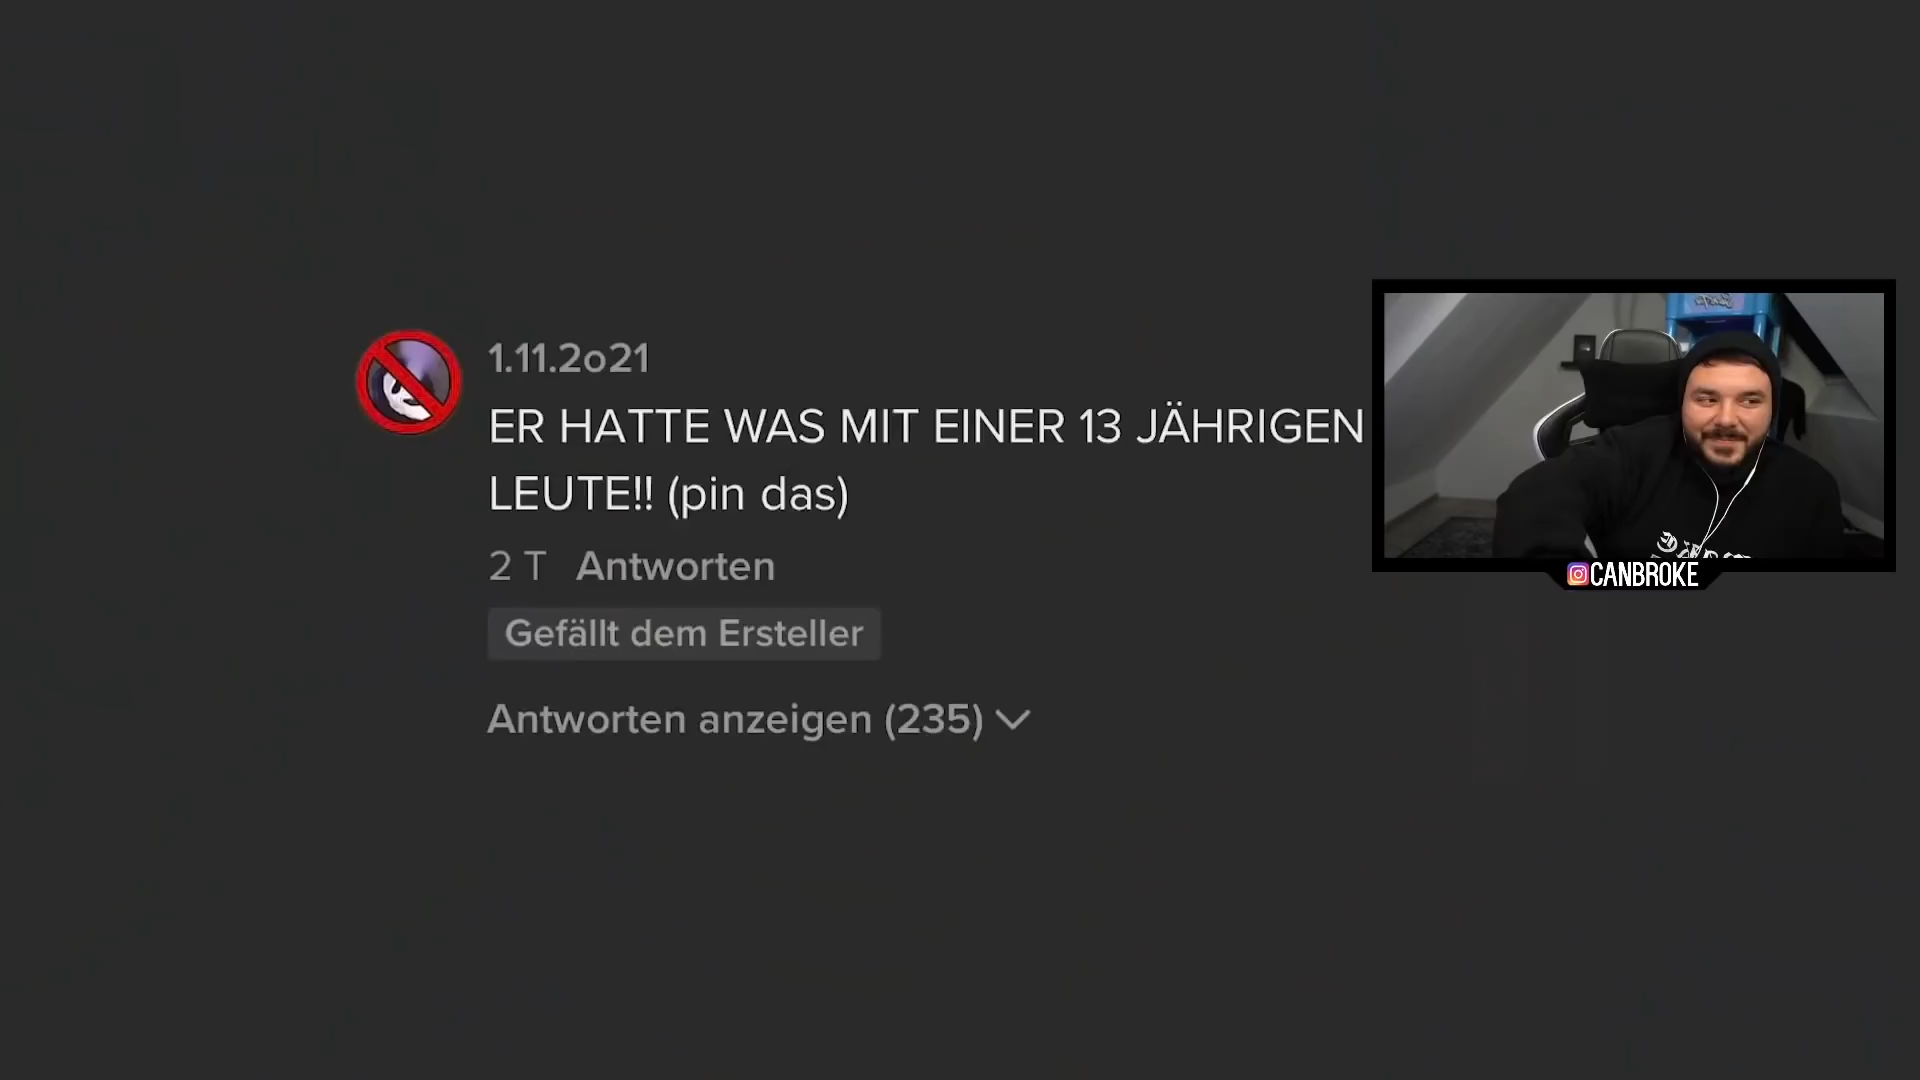 1.11.2o21
ER HATTE WAS MIT EINER 13 JÄHRIGEN
LEUTE!! (pin das)
2 T Antworten
Gefällt dem Ersteller
Antworten anzeigen (235)
CANBROKE